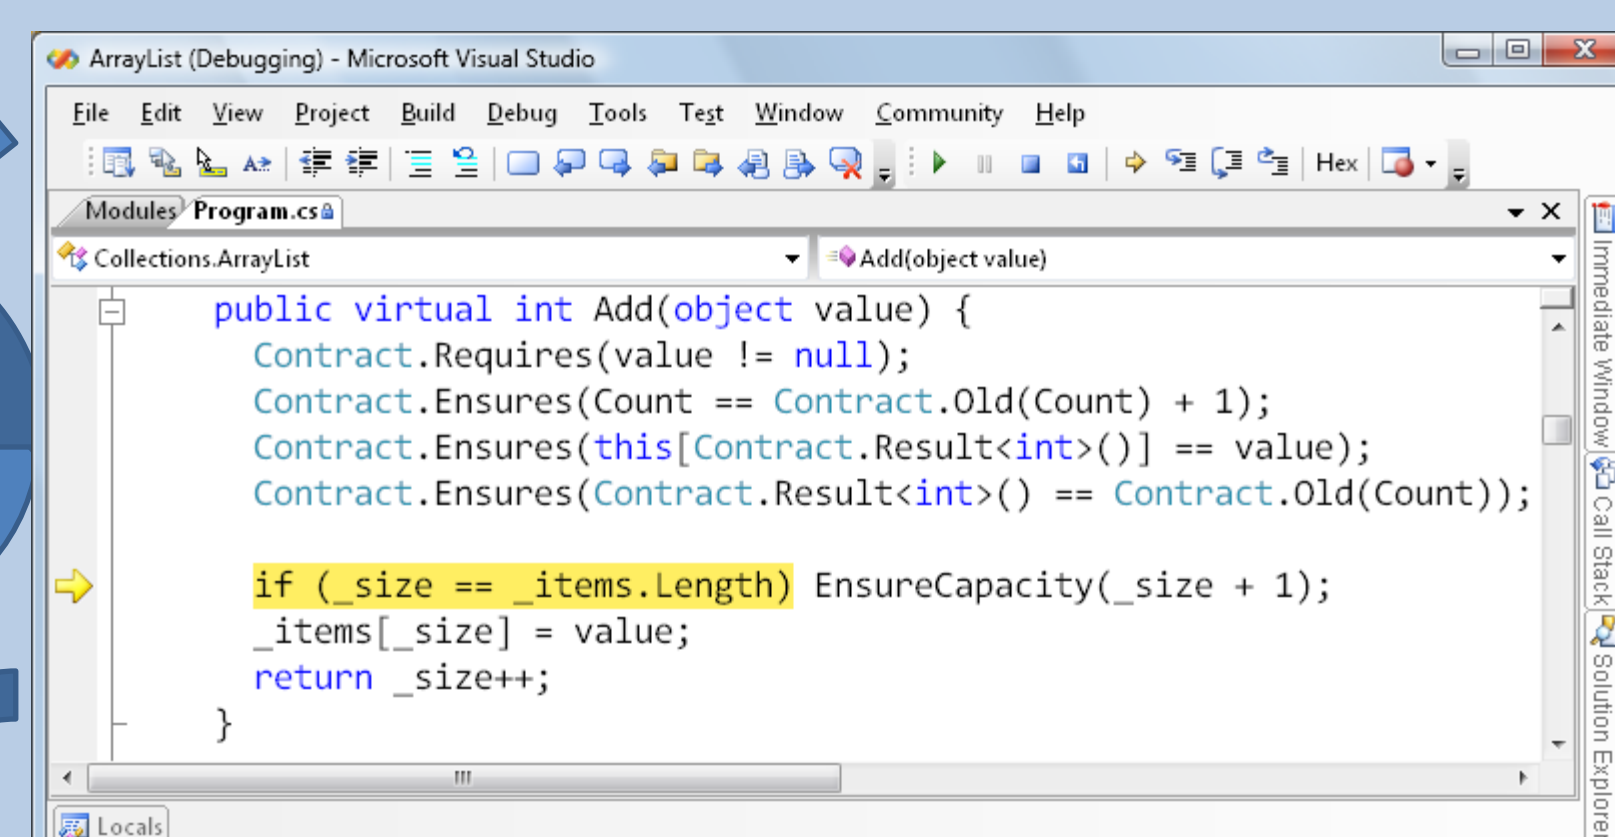 ArrayList (Debugging) - Microsoft Visual Studio
File Edit View Project Build Debug Tools Test Window Community Help
Hex
Modules Program.cs
Collections.ArrayList Add(object value)
public virtual int Add(object value) {
Contract.Requires(value != null);
Contract.Ensures(Count == Contract.Old(Count) + 1);
Contract.Ensures(this[Contract.Result<int>()] == value);
Contract.Ensures(Contract.Result<int>() == Contract.Old(Count));
if (_size == _items.Length) EnsureCapacity(_size + 1);
_items[_size] = value;
return _size++;
}
Locals
Immediate Window
Call Stack
Solution Explorer